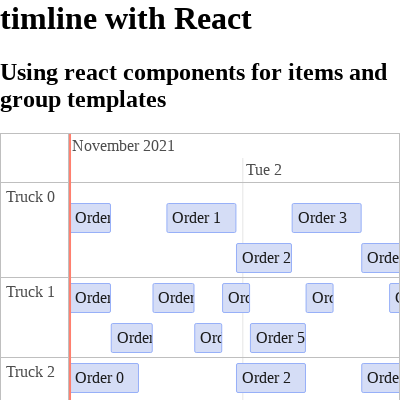 timline with React
Using react components for items and
group templates
November 2021
Tue 2
Truck 0
Order
Order 1
Order 3
Order 2
Orde
Truck 1
Order
Order
Orc
Orc
Order
Orc
Order 5
Truck 2
Order 0
Order 2
Orde